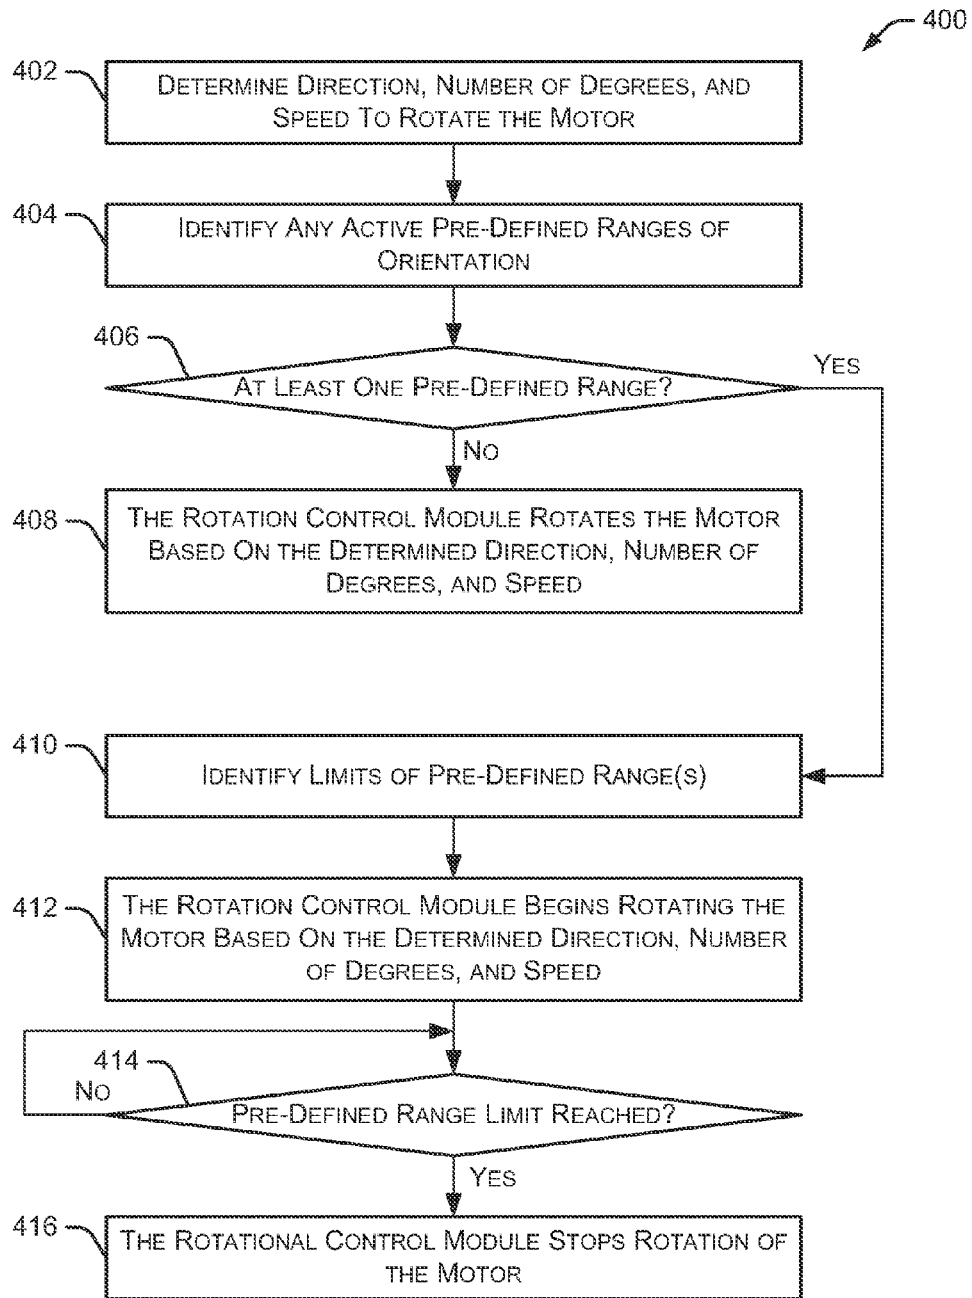 400
402
DETERMINE DIRECTION, NUMBER OF DEGREES, AND
SPEED TO ROTATE THE MOTOR
404
IDENTIFY ANY ACTIVE PRE-DEFINED RANGES OF
ORIENTATION
406
AT LEAST ONE PRE-DEFINED RANGE?
YES
NO
408
THE ROTATION CONTROL MODULE ROTATES THE MOTOR
BASED ON THE DETERMINED DIRECTION, NUMBER OF
DEGREES, AND SPEED
410
IDENTIFY LIMITS OF PRE-DEFINED RANGE(S)
412
THE ROTATION CONTROL MODULE BEGINS ROTATING THE
MOTOR BASED ON THE DETERMINED DIRECTION, NUMBER
OF DEGREES, AND SPEED
414
NO
PRE-DEFINED RANGE LIMIT REACHED?
YES
416
THE ROTATIONAL CONTROL MODULE STOPS ROTATION OF
THE MOTOR